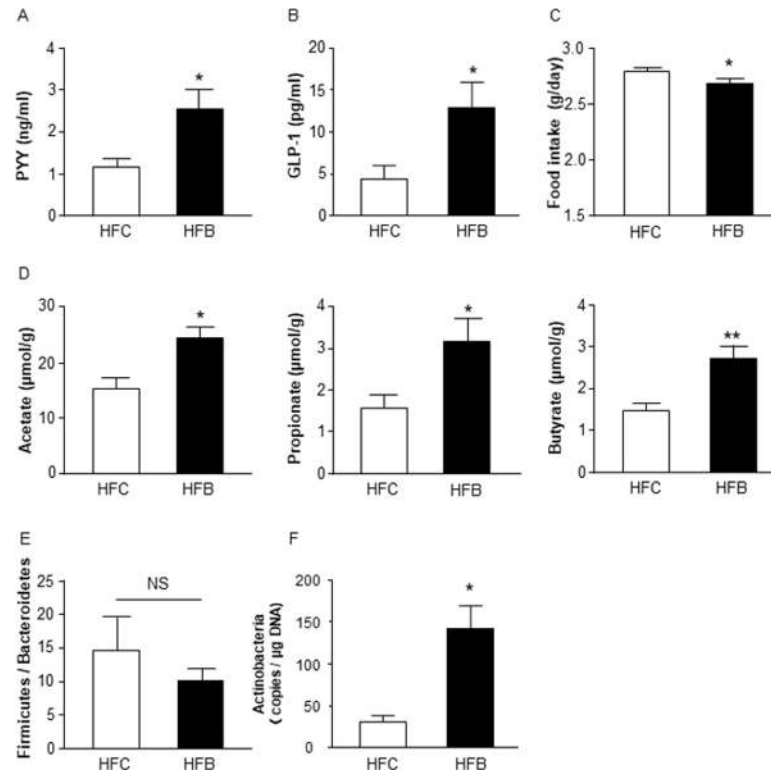 A
PYY (ng/ml)
4
3
2
1
0
*
HFC
HFB
B
GLP-1 (pg/ml)
20
15
10
5
0
*
HFC
HFB
C
Food intake (g/day)
3.0
2.5
2.0
1.5
*
HFC
HFB
D
Acetate (μmol/g)
30
20
10
0
*
HFC
HFB
Propionate (μmol/g)
4
3
2
1
0
*
HFC
HFB
Butyrate (μmol/g)
4
3
2
1
0
**
HFC
HFB
E
Firmicutes / Bacteroidetes
25
20
15
10
5
0
NS
HFC
HFB
F
Actinobacteria
( copies / μg DNA)
200
150
100
50
0
*
HFC
HFB